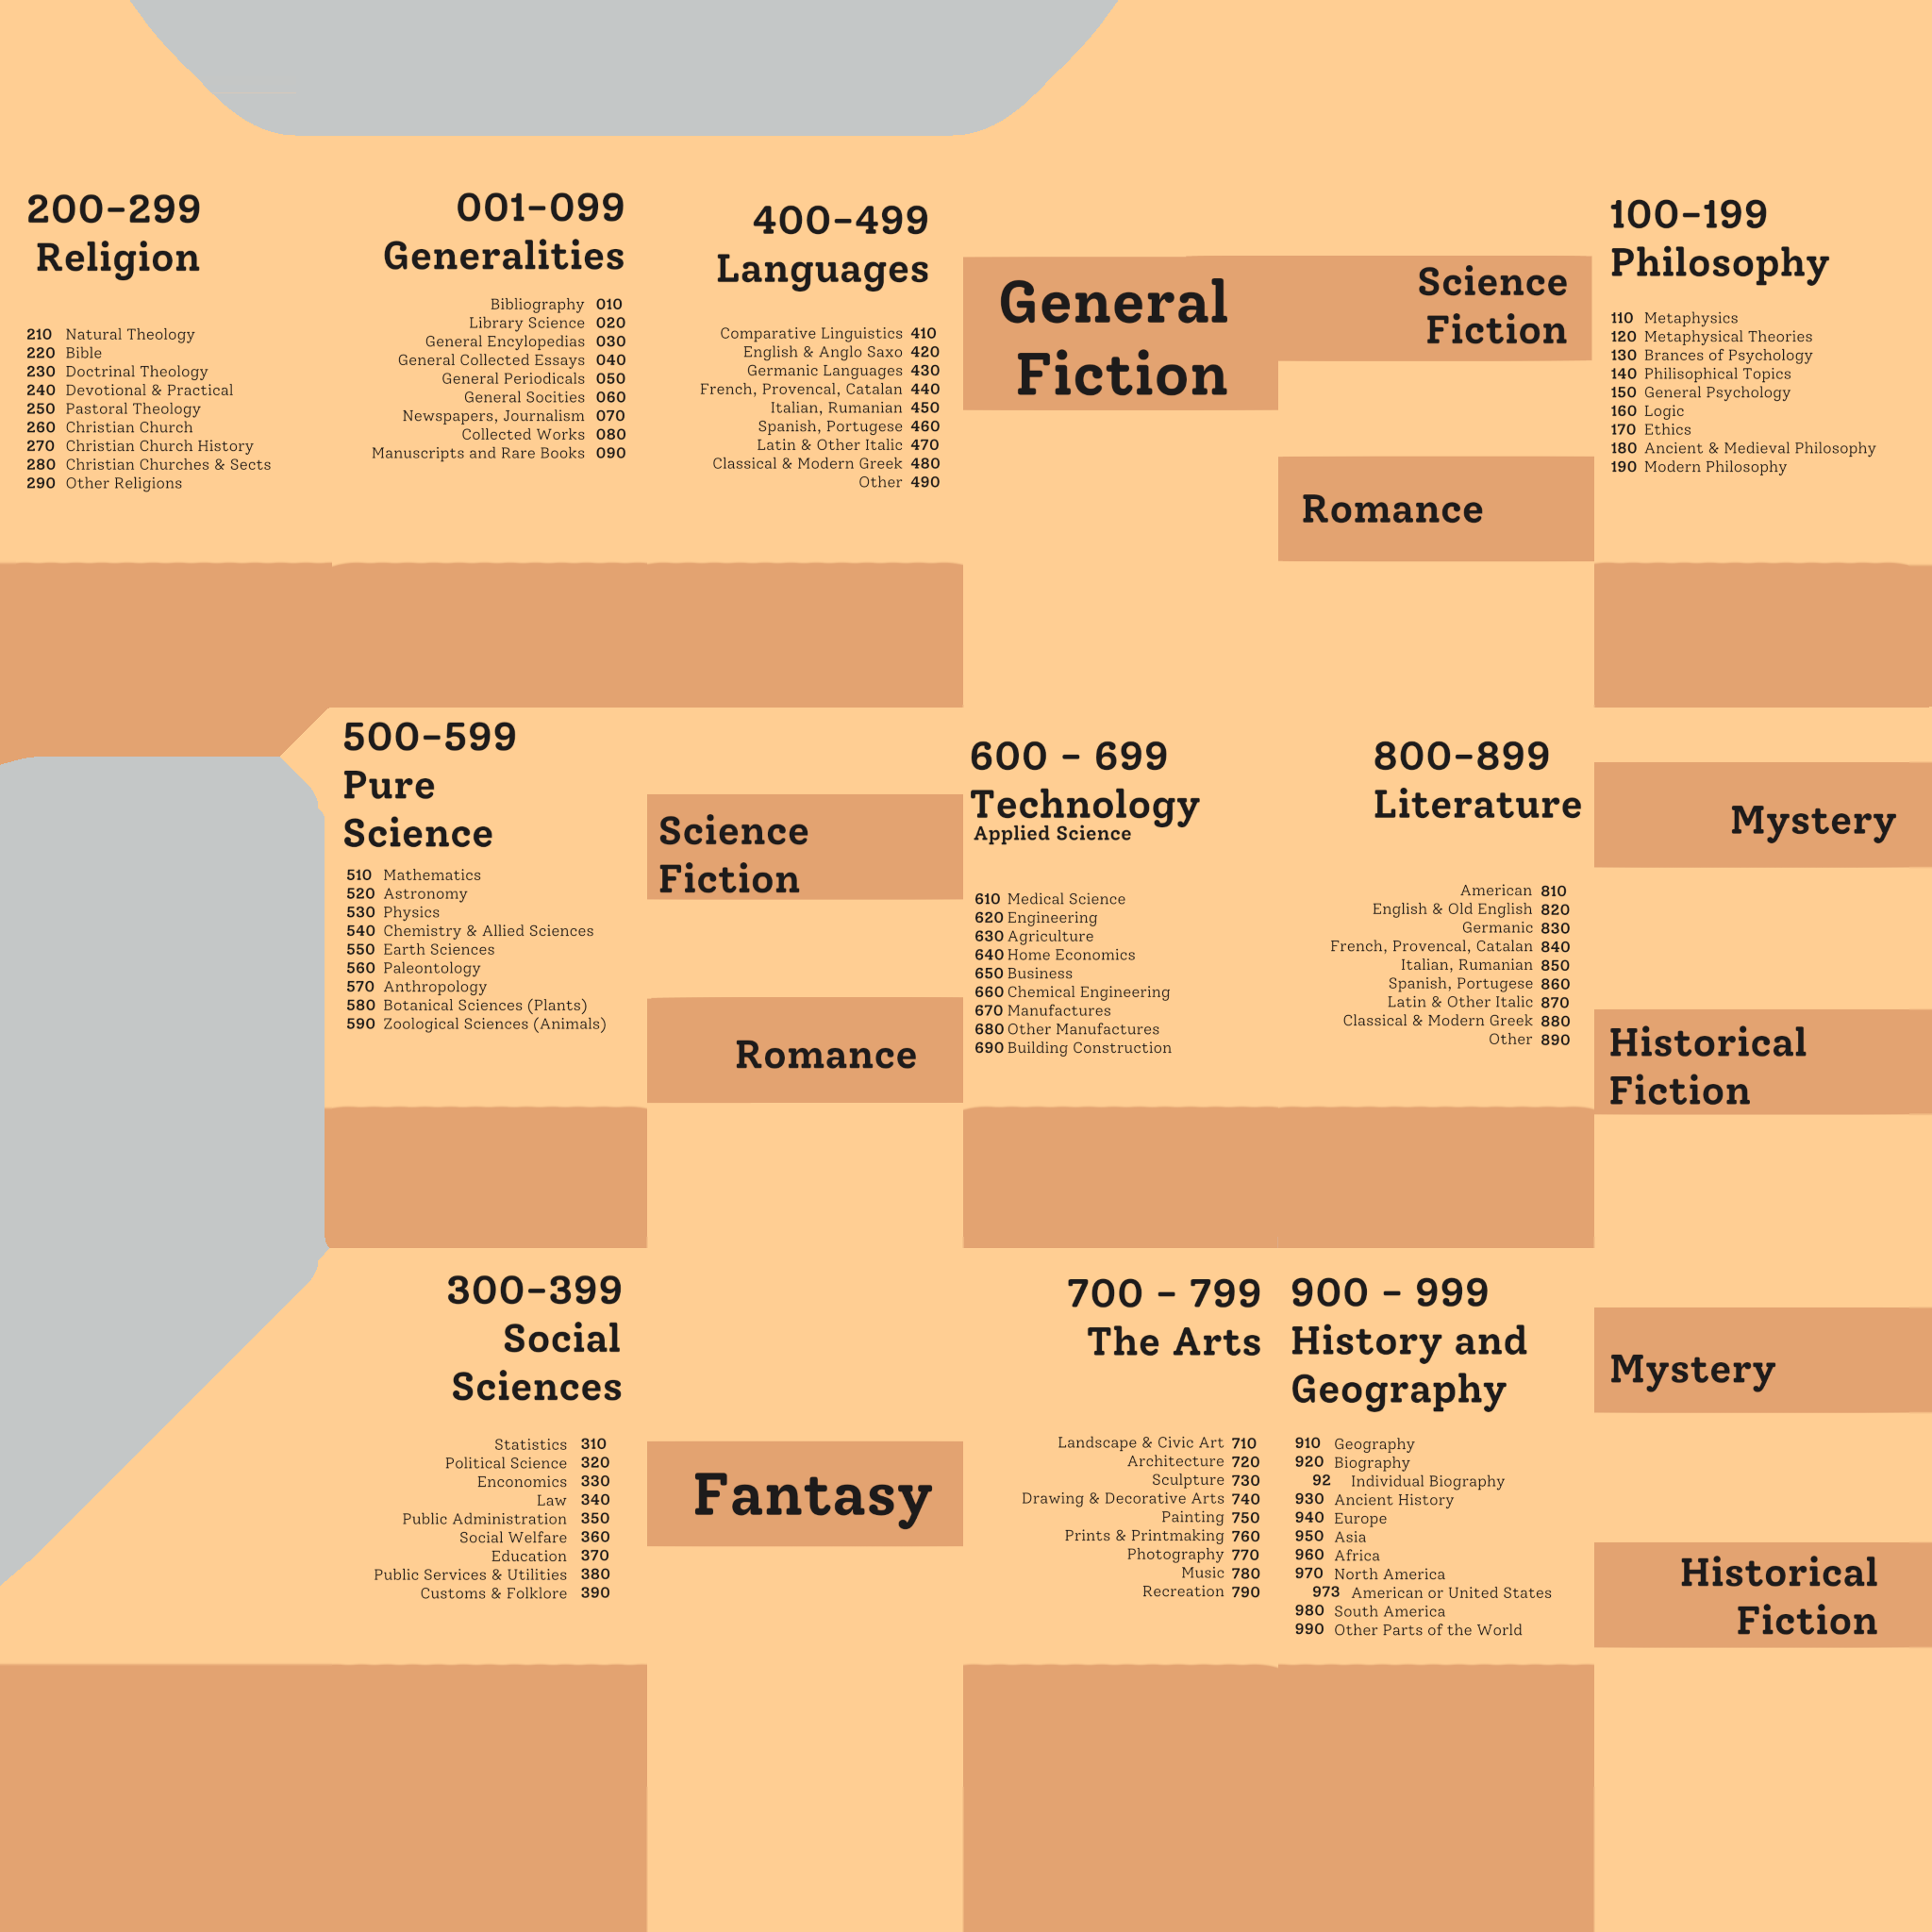 200-299
Religion
210 Natural Theology
220 Bible
230 Doctrinal Theology
240 Devotional & Practical
250 Pastoral Theology
260 Christian Church
270 Christian Church History
280 Christian Churches & Sects
290 Other Religions
001-099
Generalities
Bibliography 010
Library Science 020
General Encylopedias 030
General Collected Essays 040
General Periodicals 050
General Socities 060
Newspapers, Journalism 070
Collected Works 080
Manuscripts and Rare Books 090
400-499
Languages
Comparative Linguistics 410
English & Anglo Saxo 420
Germanic Languages 430
French, Provencal, Catalan 440
Italian, Rumanian 450
Spanish, Portugese 460
Latin & Other Italic 470
Classical & Modern Greek 480
Other 490
General
Fiction
Science
Fiction
Romance
100-199
Philosophy
110 Metaphysics
120 Metaphysical Theories
130 Brances of Psychology
140 Philisophical Topics
150 General Psychology
160 Logic
170 Ethics
180 Ancient & Medieval Philosophy
190 Modern Philosophy
500-599
Pure
Science
510 Mathematics
520 Astronomy
530 Physics
540 Chemistry & Allied Sciences
550 Earth Sciences
560 Paleontology
570 Anthropology
580 Botanical Sciences (Plants)
590 Zoological Sciences (Animals)
Science
Fiction
Romance
600 - 699
Technology
Applied Science
610 Medical Science
620 Engineering
630 Agriculture
640 Home Economics
650 Business
660 Chemical Engineering
670 Manufactures
680 Other Manufactures
690 Building Construction
800-899
Literature
American 810
English & Old English 820
Germanic 830
French, Provencal, Catalan 840
Italian, Rumanian 850
Spanish, Portugese 860
Latin & Other Italic 870
Classical & Modern Greek 880
Other 890
Mystery
Historical
Fiction
300-399
Social
Sciences
Statistics 310
Political Science 320
Enconomics 330
Law 340
Public Administration 350
Social Welfare 360
Education 370
Public Services & Utilities 380
Customs & Folklore 390
Fantasy
700 - 799
The Arts
Landscape & Civic Art 710
Architecture 720
Sculpture 730
Drawing & Decorative Arts 740
Painting 750
Prints & Printmaking 760
Photography 770
Music 780
Recreation 790
900 - 999
History and
Geography
910 Geography
920 Biography
92 Individual Biography
930 Ancient History
940 Europe
950 Asia
960 Africa
970 North America
973 American or United States
980 South America
990 Other Parts of the World
Mystery
Historical
Fiction